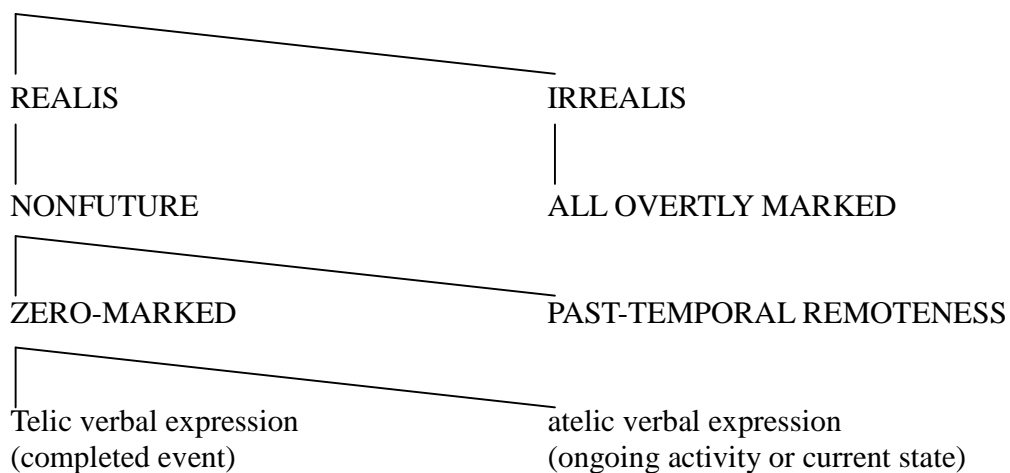 REALIS IRREALIS
NONFUTURE ALL OVERTLY MARKED
ZERO-MARKED PAST-TEMPORAL REMOTENESS
Telic verbal expression atelic verbal expression
(completed event) (ongoing activity or current state)